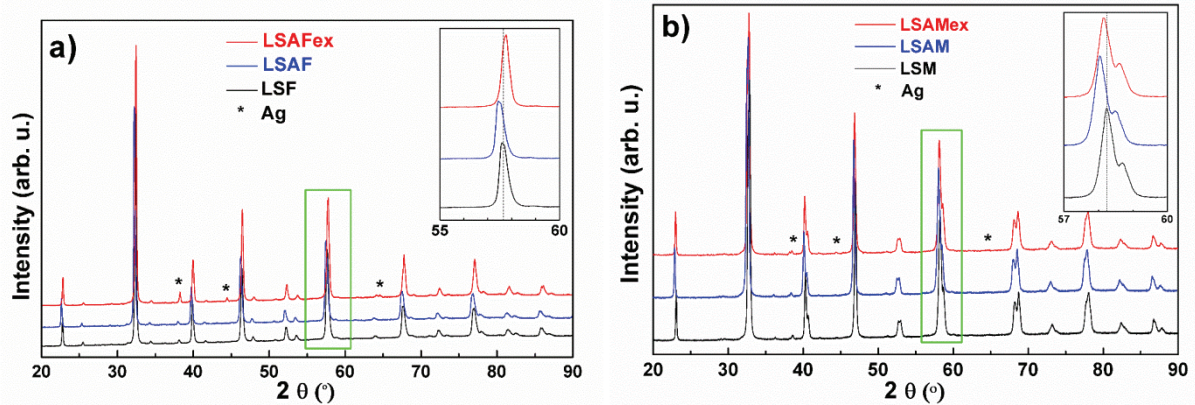 a)
LSAFex
LSAF
LSF
* Ag
55 60
Intensity (arb. u.)
* * *
20 30 40 50 60 70 80 90
2 θ (°)
b)
LSAMex
LSAM
LSM
* Ag
57 60
Intensity (arb. u.)
* * *
20 30 40 50 60 70 80 90
2 θ (°)